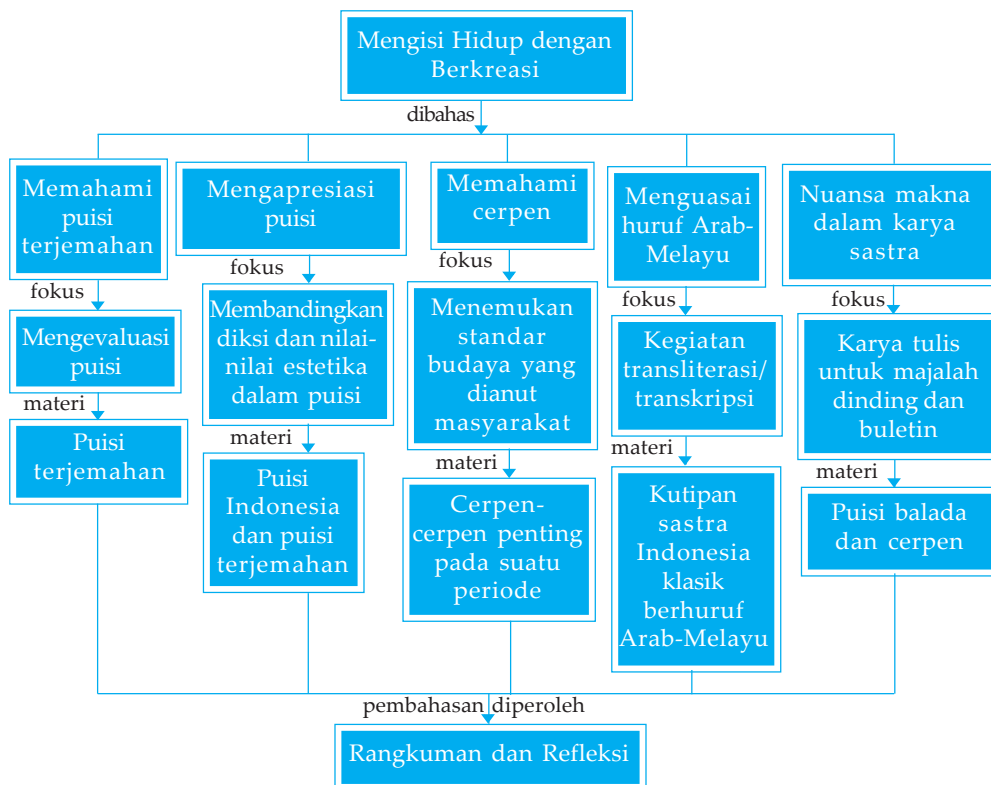 Mengisi Hidup dengan
Berkreasi
dibahas
Memahami
puisi
terjemahan
fokus
Mengevaluasi
puisi
materi
Puisi
terjemahan
Mengapresiasi
puisi
fokus
Membandingkan
diksi dan nilai-
nilai estetika
dalam puisi
materi
Puisi
Indonesia
dan puisi
terjemahan
Memahami
cerpen
fokus
Menemukan
standar
budaya yang
dianut
masyarakat
materi
Cerpen-
cerpen penting
pada suatu
periode
Menguasai
huruf Arab-
Melayu
fokus
Kegiatan
transliterasi/
transkripsi
materi
Kutipan
sastra
Indonesia
klasik
berhuruf
Arab-Melayu
Nuansa makna
dalam karya
sastra
fokus
Karya tulis
untuk majalah
dinding dan
buletin
materi
Puisi balada
dan cerpen
pembahasan diperoleh
Rangkuman dan Refleksi